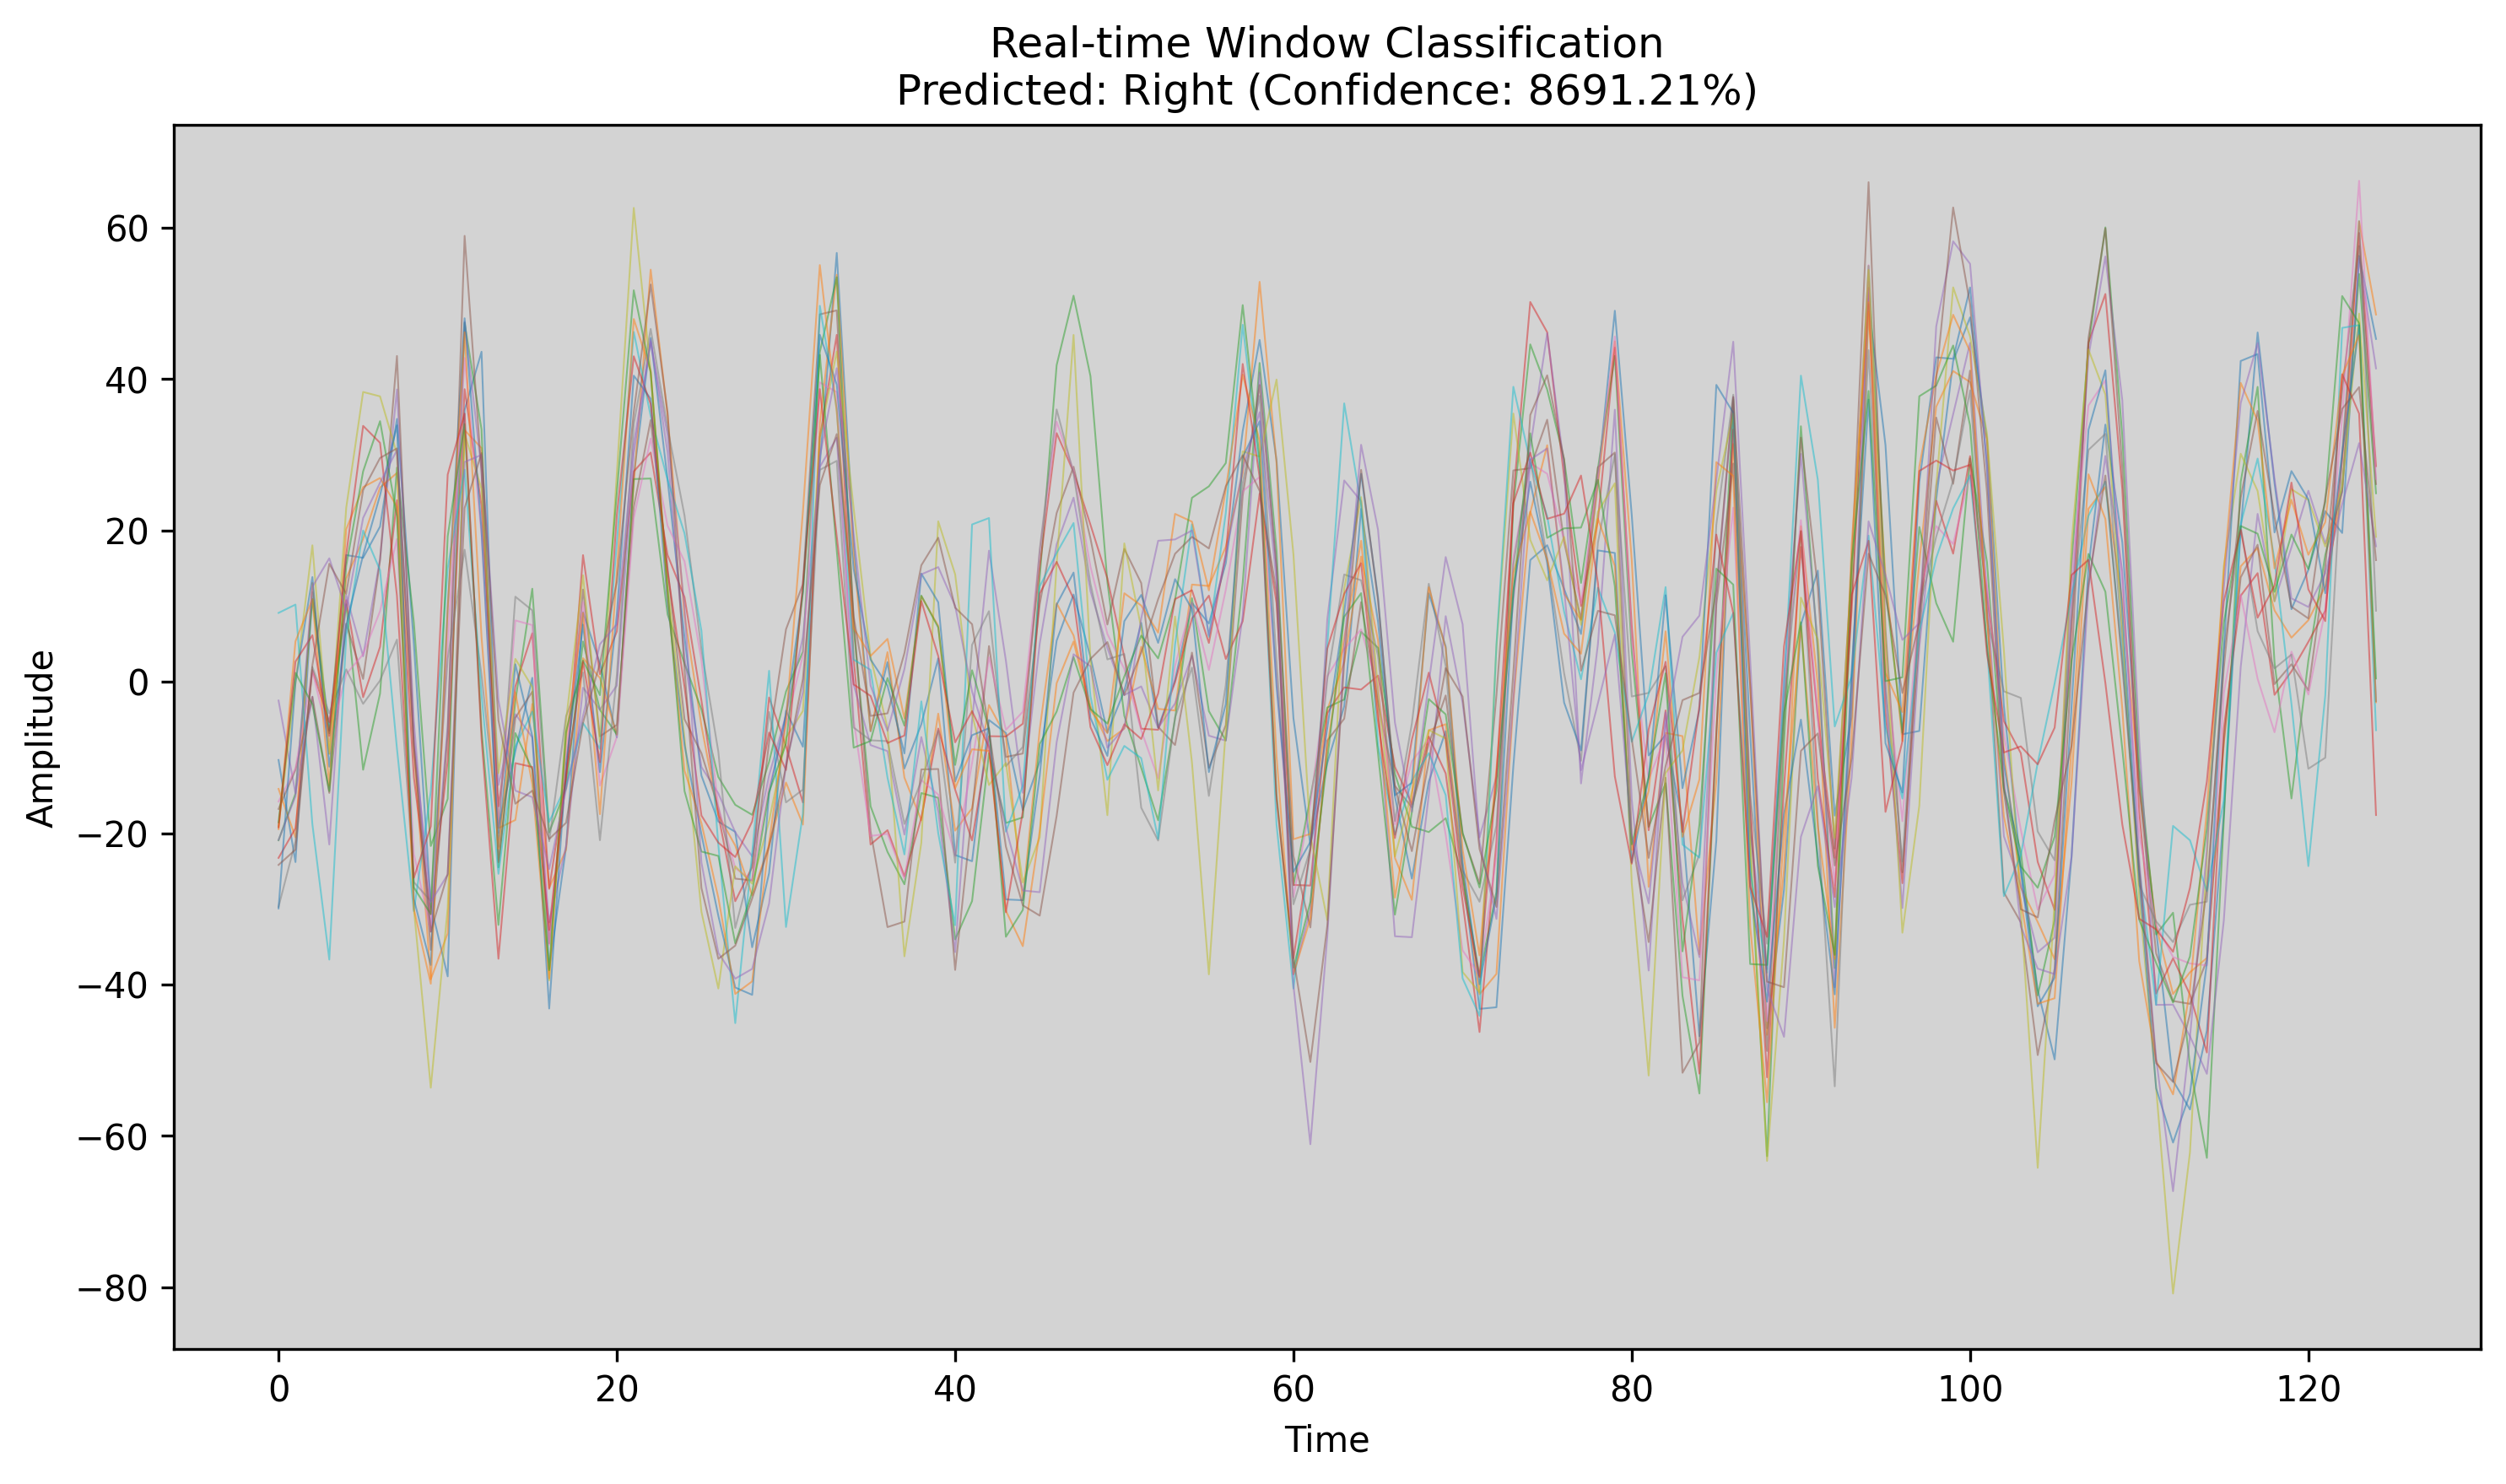 Real-time Window Classification
Predicted: Right (Confidence: 8691.21%)
Amplitude
60
40
20
0
−20
−40
−60
−80
0 20 40 60 80 100 120
Time